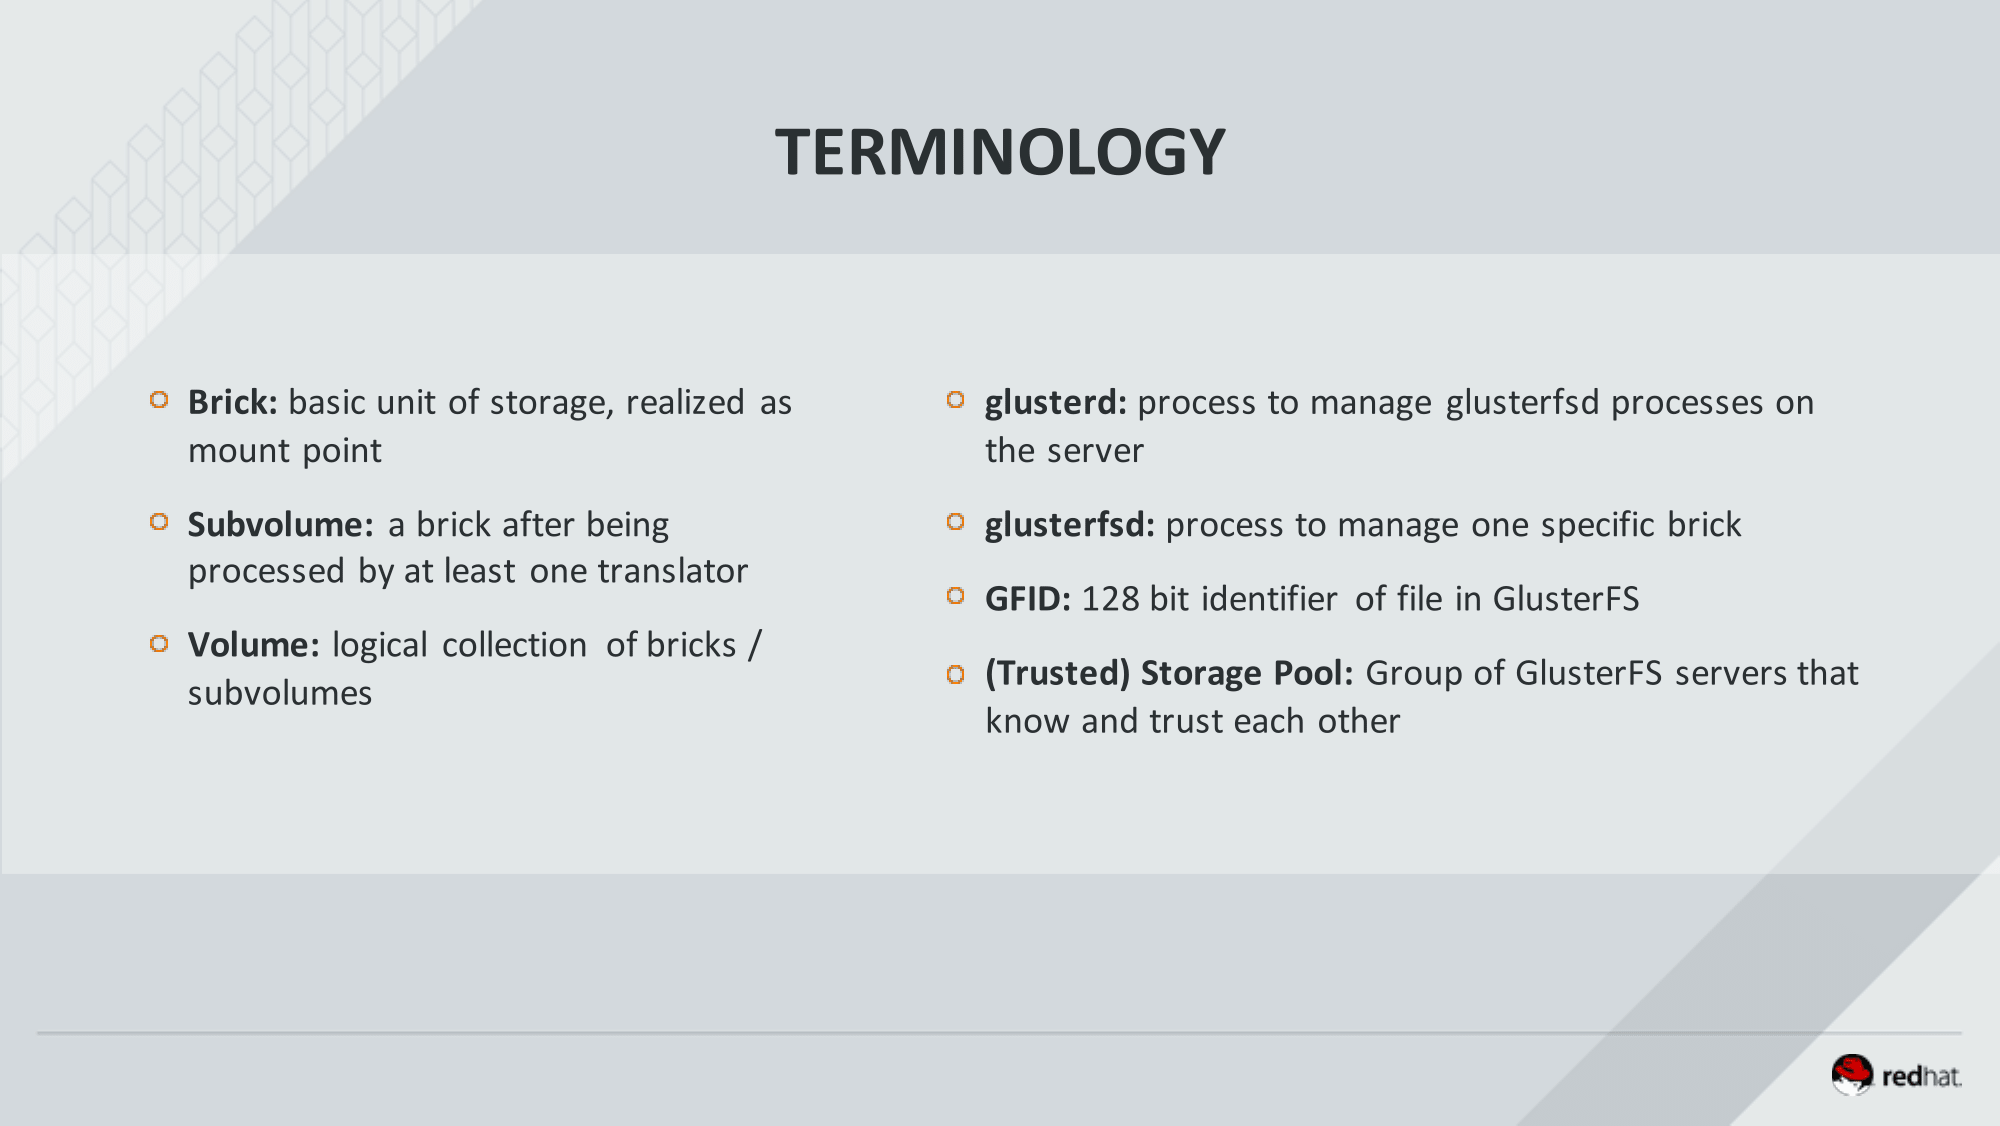 TERMINOLOGY
Brick: basic unit of storage, realized as
mount point
Subvolume: a brick after being
processed by at least one translator
Volume: logical collection of bricks /
subvolumes
glusterd: process to manage glusterfsd processes on
the server
glusterfsd: process to manage one specific brick
GFID: 128 bit identifier of file in GlusterFS
(Trusted) Storage Pool: Group of GlusterFS servers that
know and trust each other
redhat.